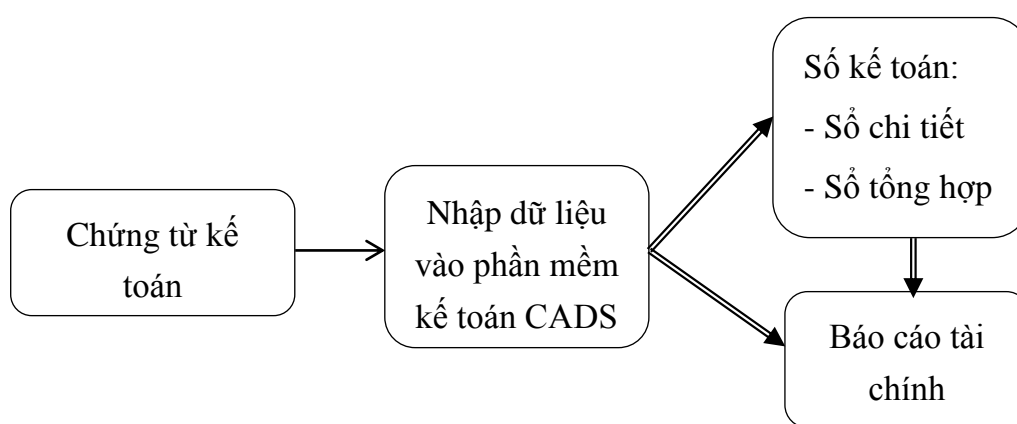 Chứng từ kế
toán
Nhập dữ liệu
vào phần mềm
kế toán CADS
Số kế toán:
- Sổ chi tiết
- Sổ tổng hợp
Báo cáo tài
chính